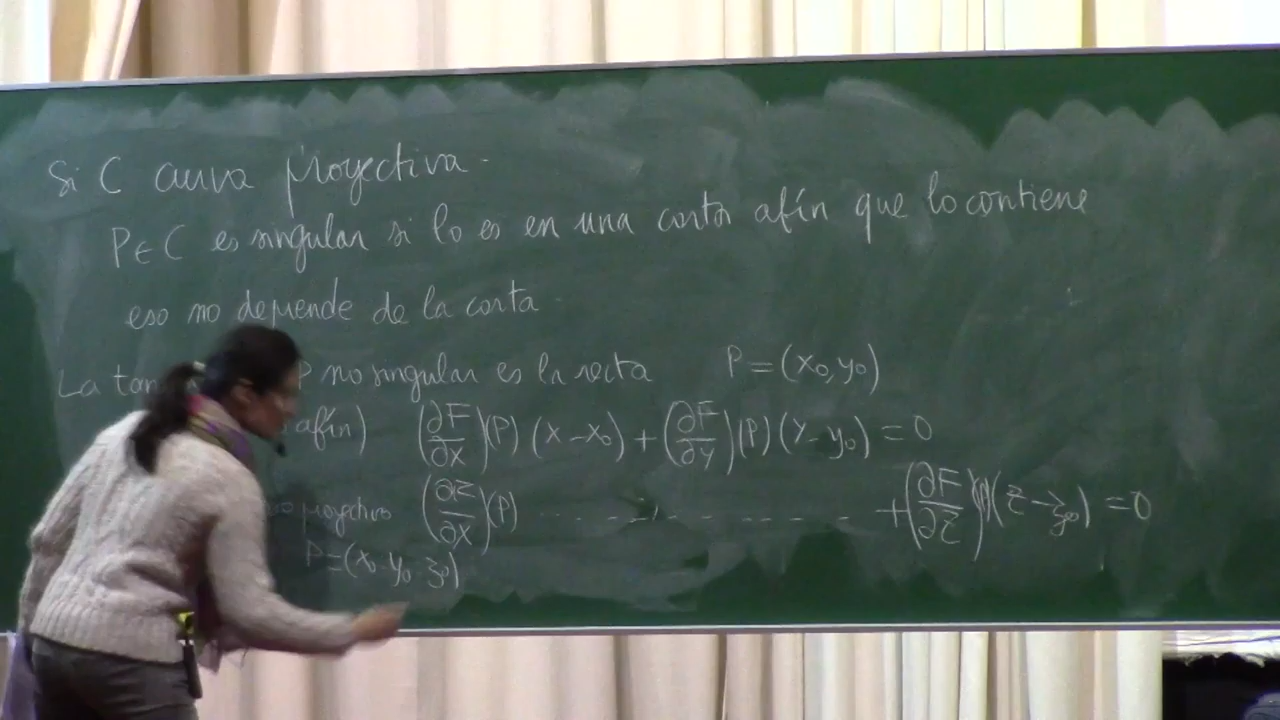 Si C curva proyectiva.
P∈C es singular si lo es en una carta afín que lo contiene
eso no depende de la carta
La tan P no singular es la recta P=(x₀,y₀)
afín) (∂F/∂x)(P)(x-x₀)+(∂F/∂y)(P)(y-y₀)=0
proyectivo (∂F/∂x)(P) ................ +(∂F/∂z)(P)(z-z₀)=0
P=(x₀:y₀:z₀)